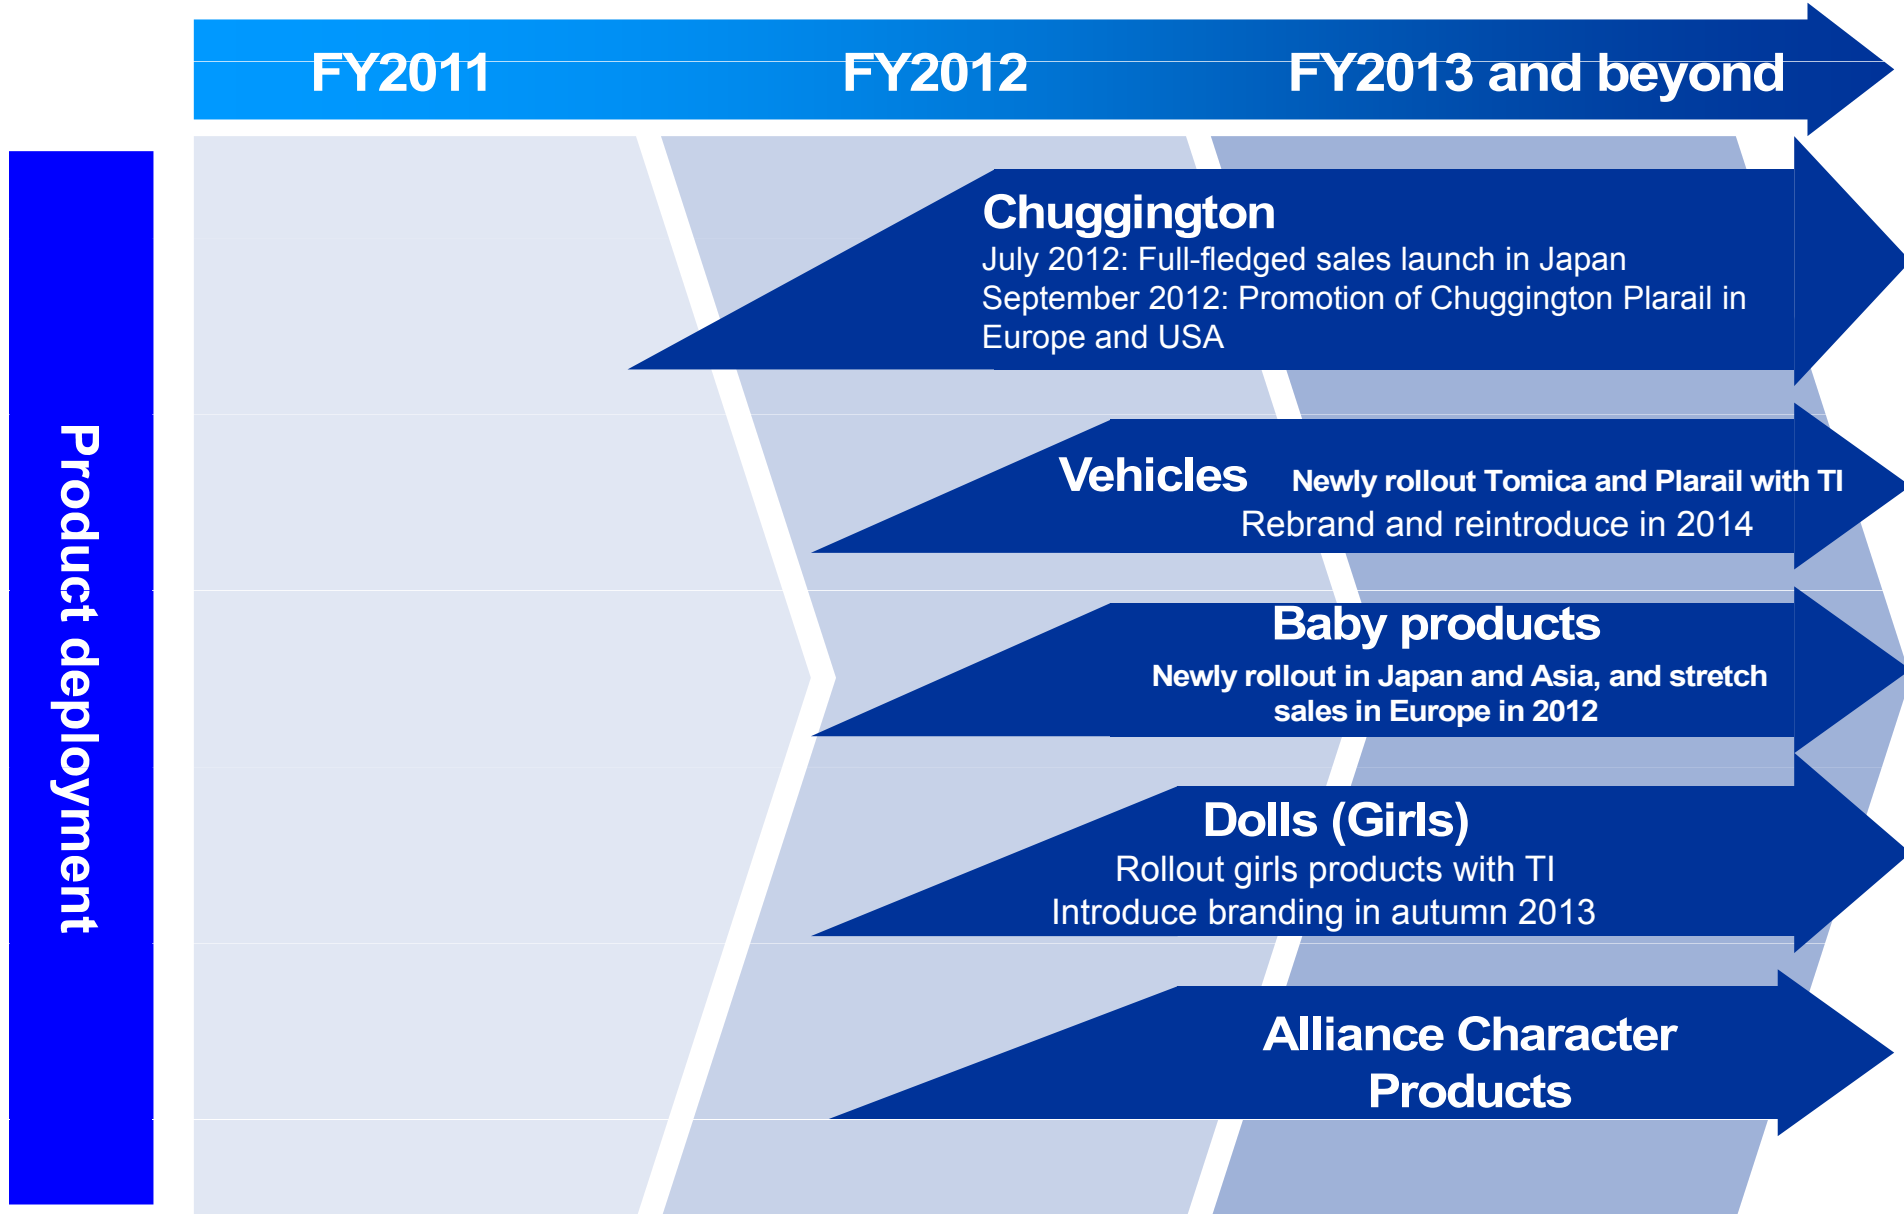 FY2011
FY2012
FY2013 and beyond
Product deployment
Chuggington
July 2012: Full-fledged sales launch in Japan
September 2012: Promotion of Chuggington Plarail in
Europe and USA
Vehicles Newly rollout Tomica and Plarail with TI
Rebrand and reintroduce in 2014
Baby products
Newly rollout in Japan and Asia, and stretch
sales in Europe in 2012
Dolls (Girls)
Rollout girls products with TI
Introduce branding in autumn 2013
Alliance Character
Products